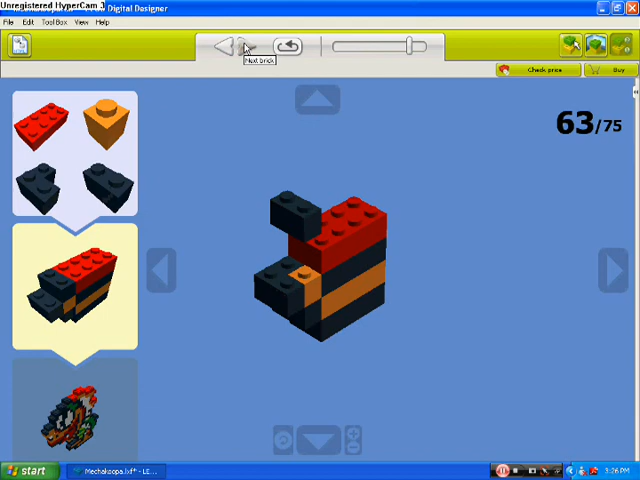 Unregistered HyperCam 3
Digital Designer
File Edit ToolBox View Help
Next brick
Check price
Buy
63/75
start
Mechakoopa.lxf* - LE...
3:26 PM